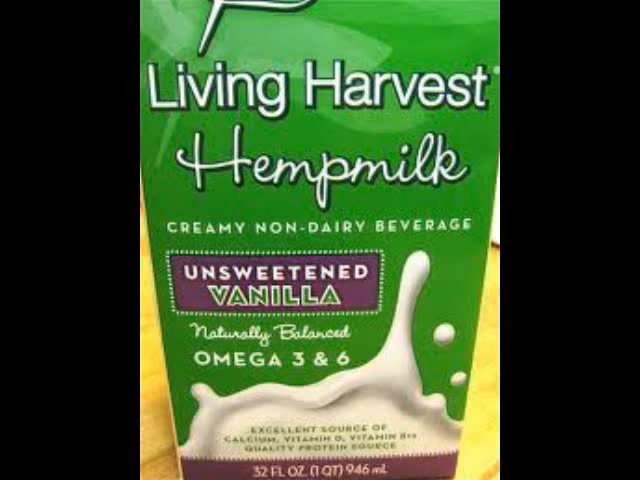 Living Harvest
Hempmilk
CREAMY NON-DAIRY BEVERAGE
UNSWEETENED
VANILLA
Naturally Balanced
OMEGA 3 & 6
EXCELLENT SOURCE OF
CALCIUM, VITAMIN D, VITAMIN B12
QUALITY PROTEIN SOURCE
32 FL OZ. (1 QT) 946 mL